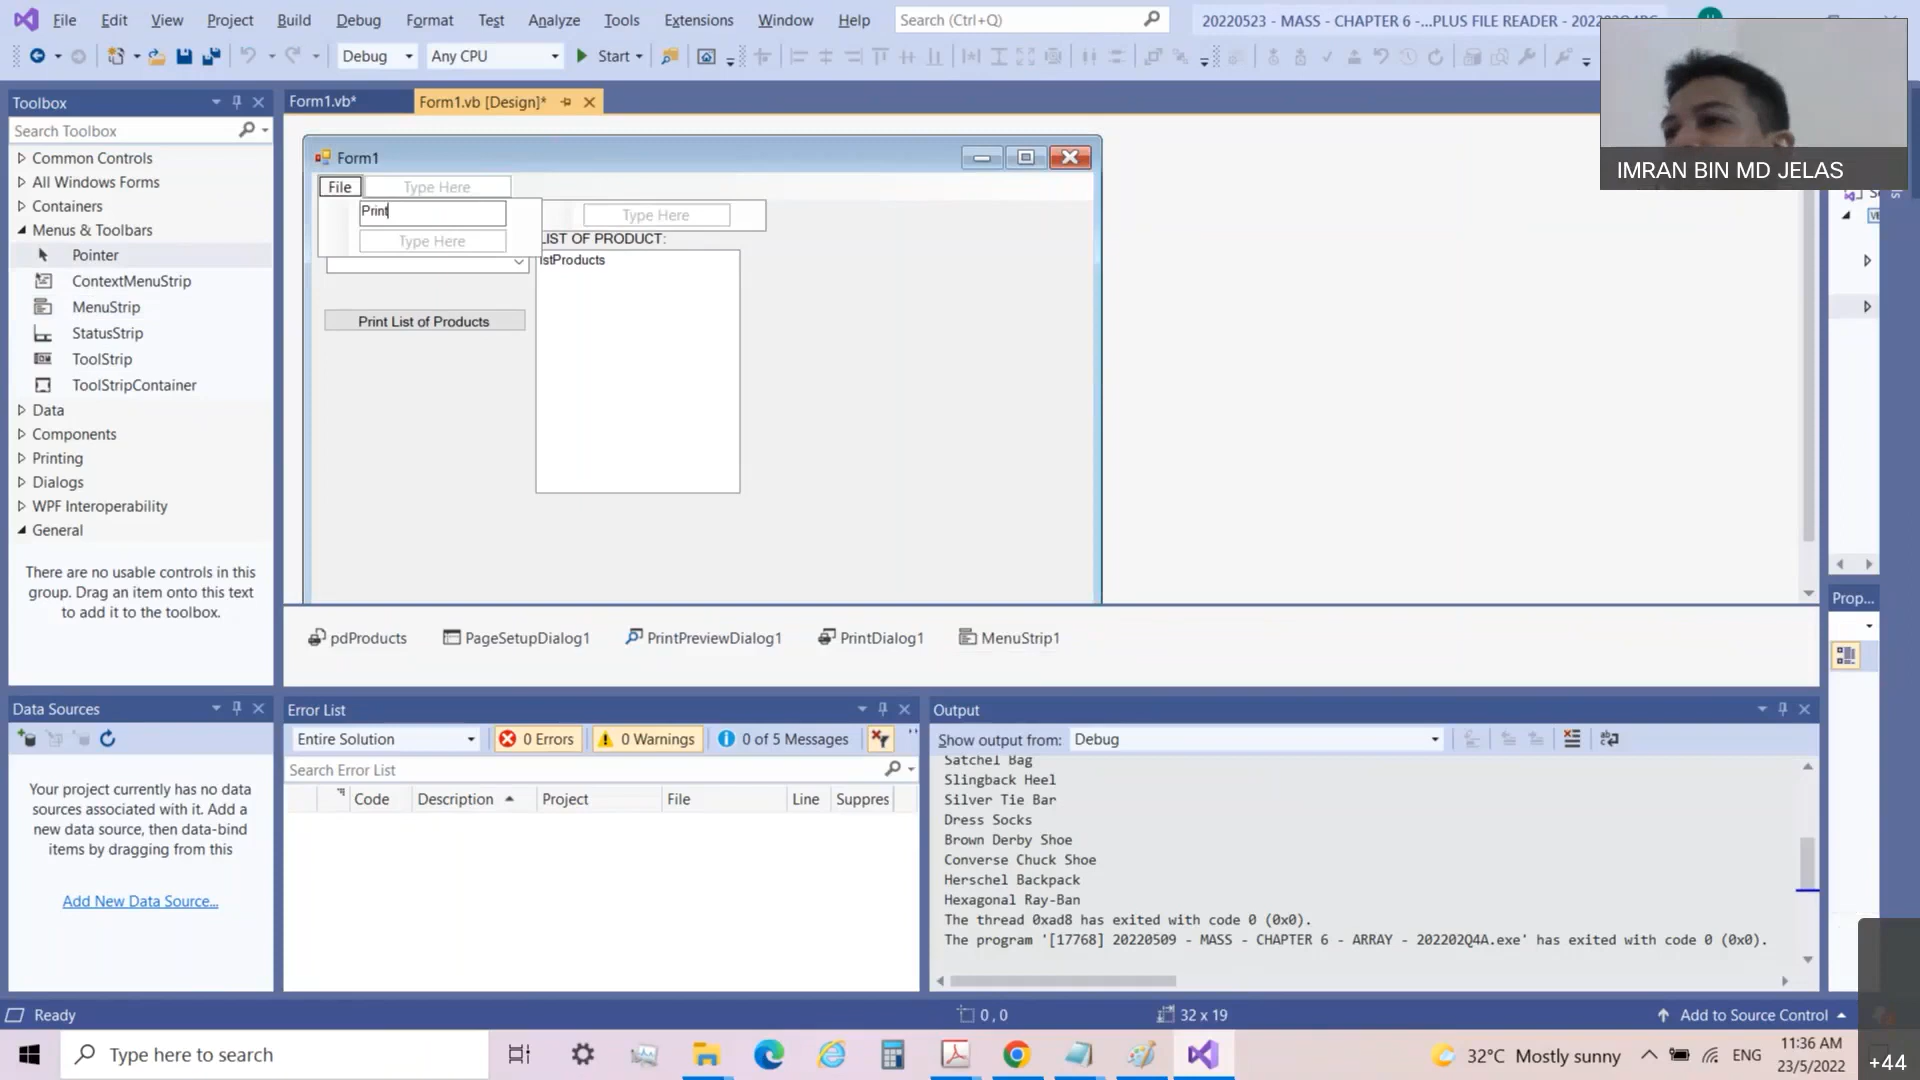 File Edit View Project Build Debug Format Test Analyze Tools Extensions Window Help Search (Ctrl+Q) 20220523 - MASS - CHAPTER 6 -...PLUS FILE READER -
Debug Any CPU Start
IMRAN BIN MD JELAS
Toolbox
Search Toolbox
Common Controls
All Windows Forms
Containers
Menus & Toolbars
Pointer
ContextMenuStrip
MenuStrip
StatusStrip
ToolStrip
ToolStripContainer
Data
Components
Printing
Dialogs
WPF Interoperability
General
There are no usable controls in this
group. Drag an item onto this text
to add it to the toolbox.
Form1.vb* Form1.vb [Design]*
Form1
File Type Here
Print Type Here
Type Here LIST OF PRODUCT:
lstProducts
Print List of Products
pdProducts PageSetupDialog1 PrintPreviewDialog1 PrintDialog1 MenuStrip1
Prop...
Data Sources
Your project currently has no data
sources associated with it. Add a
new data source, then data-bind
items by dragging from this
Add New Data Source...
Error List
Entire Solution 0 Errors 0 Warnings 0 of 5 Messages
Search Error List
Code Description Project File Line Suppres
Output
Show output from: Debug
Satchel Bag
Slingback Heel
Silver Tie Bar
Dress Socks
Brown Derby Shoe
Converse Chuck Shoe
Herschel Backpack
Hexagonal Ray-Ban
The thread 0xad8 has exited with code 0 (0x0).
The program '[17768] 20220509 - MASS - CHAPTER 6 - ARRAY - 202202Q4A.exe' has exited with code 0 (0x0).
Ready 0 , 0 32 x 19 Add to Source Control
Type here to search 32°C Mostly sunny ENG 11:36 AM
23/5/2022
+44